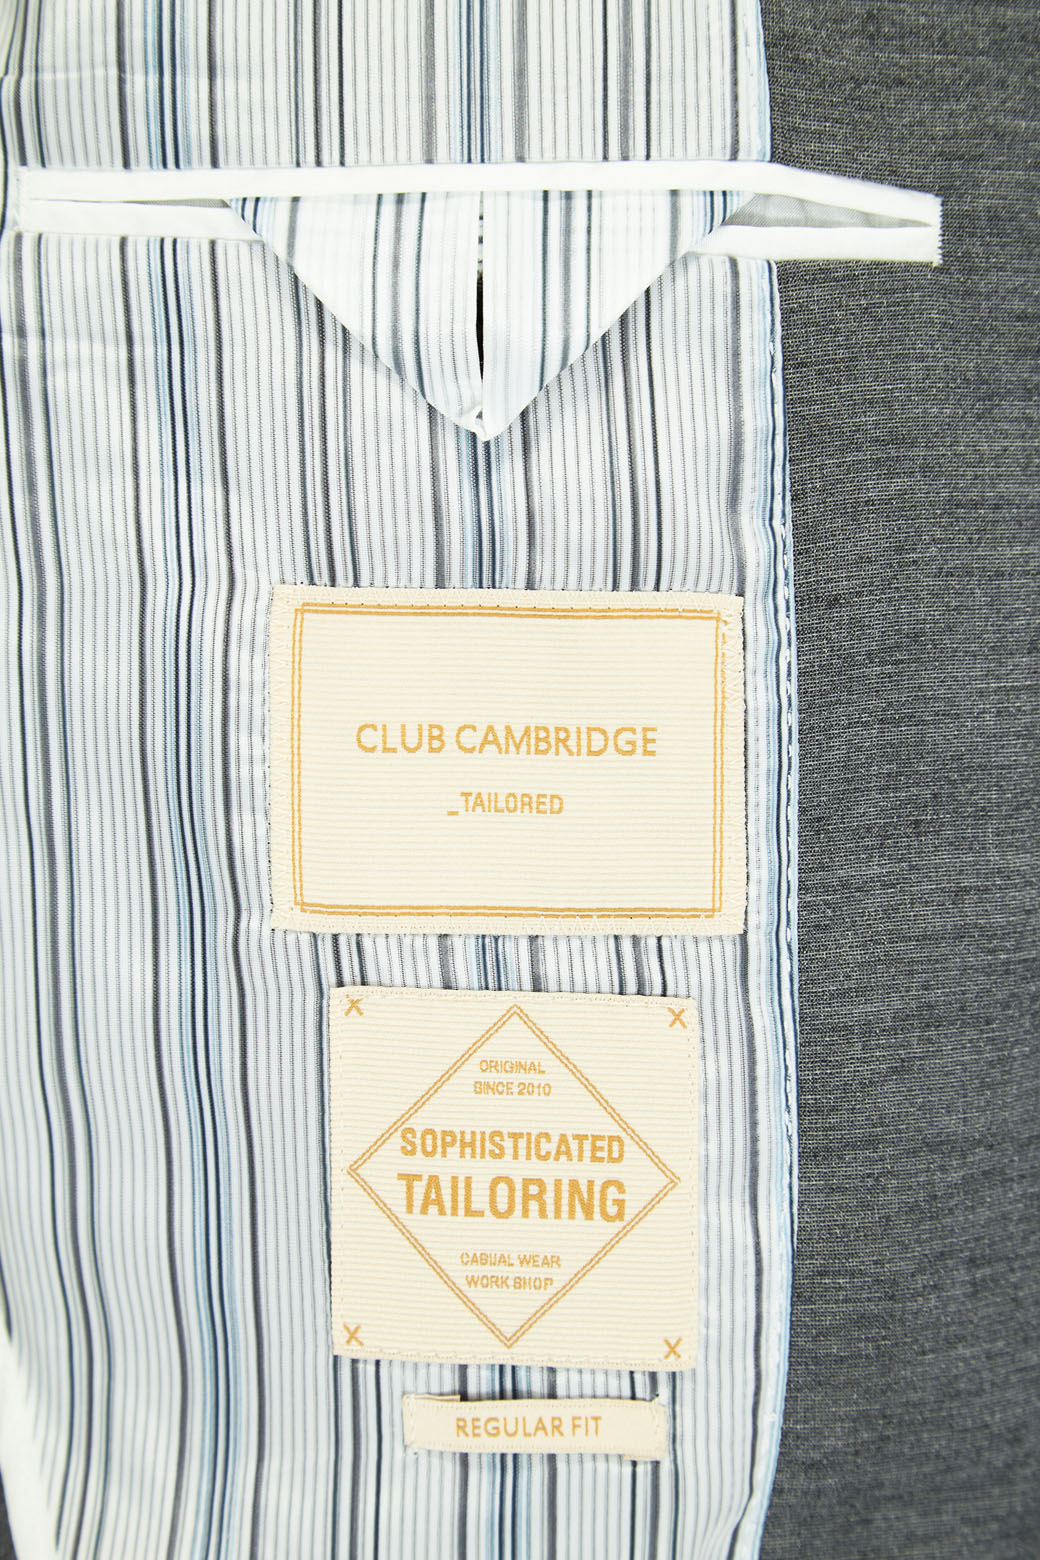 CLUB CAMBRIDGE
_TAILORED
ORIGINAL
SINCE 2010
SOPHISTICATED
TAILORING
CASUAL WEAR
WORK SHOP
REGULAR FIT